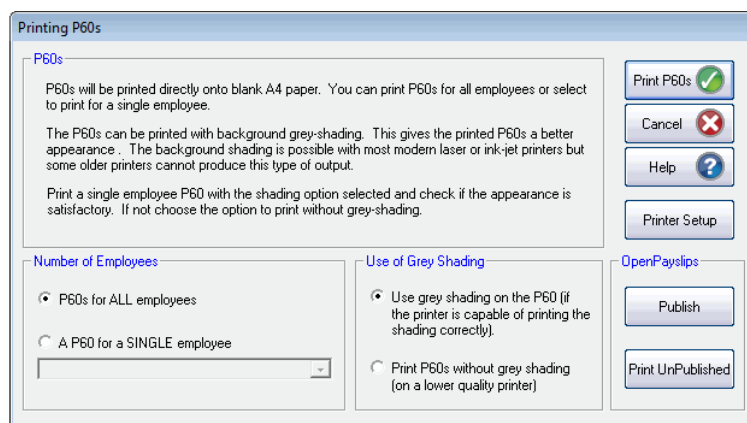 Printing P60s
P60s
P60s will be printed directly onto blank A4 paper. You can print P60s for all employees or select
to print for a single employee.
The P60s can be printed with background grey-shading. This gives the printed P60s a better
appearance . The background shading is possible with most modern laser or ink-jet printers but
some older printers cannot produce this type of output.
Print a single employee P60 with the shading option selected and check if the appearance is
satisfactory. If not choose the option to print without grey-shading.
Print P60s
Cancel
Help
Printer Setup
Number of Employees
P60s for ALL employees
A P60 for a SINGLE employee
Use of Grey Shading
Use grey shading on the P60 (if
the printer is capable of printing the
shading correctly).
Print P60s without grey shading
(on a lower quality printer)
OpenPayslips
Publish
Print UnPublished